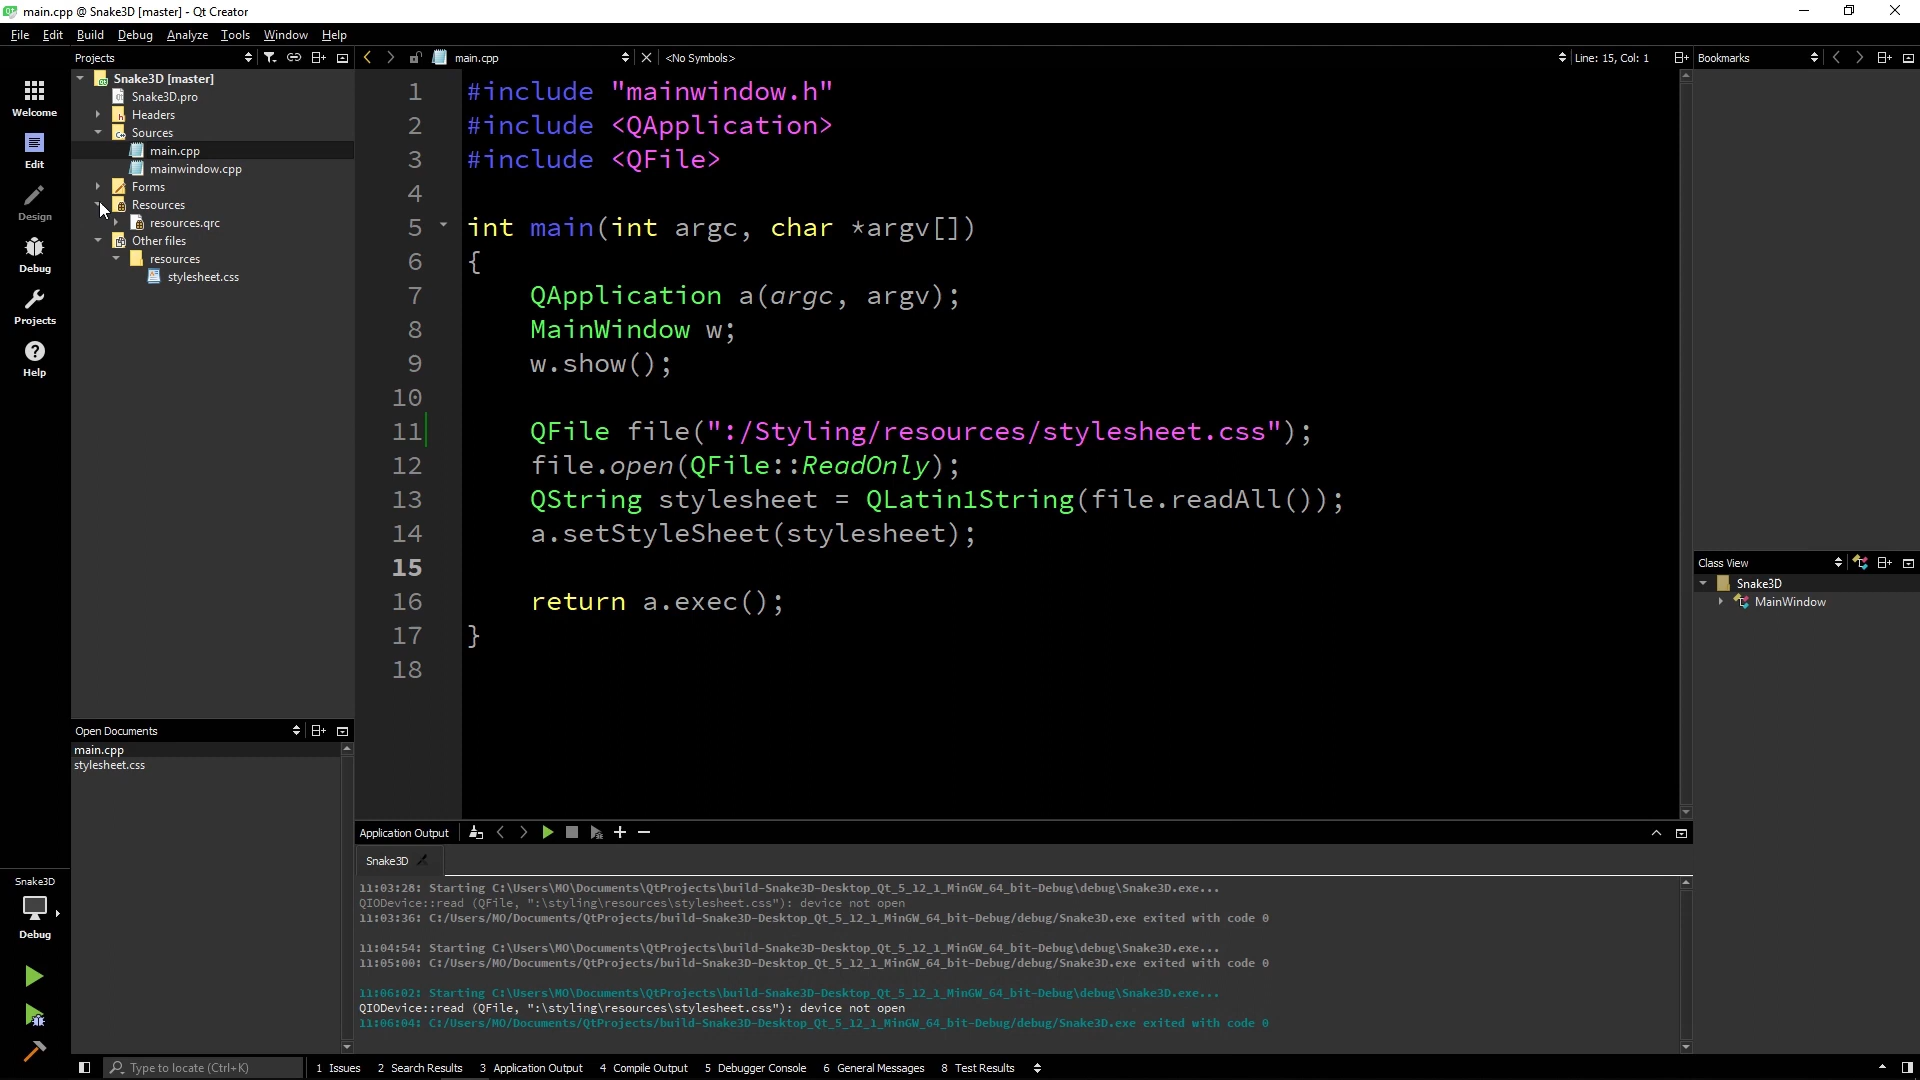 main.cpp @ Snake3D [master] - Qt Creator
File Edit Build Debug Analyze Tools Window Help
Projects
main.cpp
<No Symbols>
Line: 15, Col: 1
Bookmarks
Welcome
Edit
Design
Debug
Projects
Help
Snake3D [master]
Snake3D.pro
Headers
Sources
main.cpp
mainwindow.cpp
Forms
Resources
resources.qrc
Other files
resources
stylesheet.css
1 #include "mainwindow.h"
2 #include <QApplication>
3 #include <QFile>
4
5 int main(int argc, char *argv[])
6 {
7 QApplication a(argc, argv);
8 MainWindow w;
9 w.show();
10
11 QFile file(":/Styling/resources/stylesheet.css");
12 file.open(QFile::ReadOnly);
13 QString stylesheet = QLatin1String(file.readAll());
14 a.setStyleSheet(stylesheet);
15
16 return a.exec();
17 }
18
Class View
Snake3D
MainWindow
Open Documents
main.cpp
stylesheet.css
Application Output
Snake3D
11:03:28: Starting C:\Users\MO\Documents\QtProjects\build-Snake3D-Desktop_Qt_5_12_1_MinGW_64_bit-Debug\debug\Snake3D.exe...
QIODevice::read (QFile, ":\styling\resources\stylesheet.css"): device not open
11:03:36: C:/Users/MO/Documents/QtProjects/build-Snake3D-Desktop_Qt_5_12_1_MinGW_64_bit-Debug/debug/Snake3D.exe exited with code 0
11:04:54: Starting C:\Users\MO\Documents\QtProjects\build-Snake3D-Desktop_Qt_5_12_1_MinGW_64_bit-Debug\debug\Snake3D.exe...
11:05:00: C:/Users/MO/Documents/QtProjects/build-Snake3D-Desktop_Qt_5_12_1_MinGW_64_bit-Debug/debug/Snake3D.exe exited with code 0
11:06:02: Starting C:\Users\MO\Documents\QtProjects\build-Snake3D-Desktop_Qt_5_12_1_MinGW_64_bit-Debug\debug\Snake3D.exe...
QIODevice::read (QFile, ":\styling\resources\stylesheet.css"): device not open
11:06:04: C:/Users/MO/Documents/QtProjects/build-Snake3D-Desktop_Qt_5_12_1_MinGW_64_bit-Debug/debug/Snake3D.exe exited with code 0
Snake3D
Debug
Type to locate (Ctrl+K)
1 Issues 2 Search Results 3 Application Output 4 Compile Output 5 Debugger Console 6 General Messages 8 Test Results